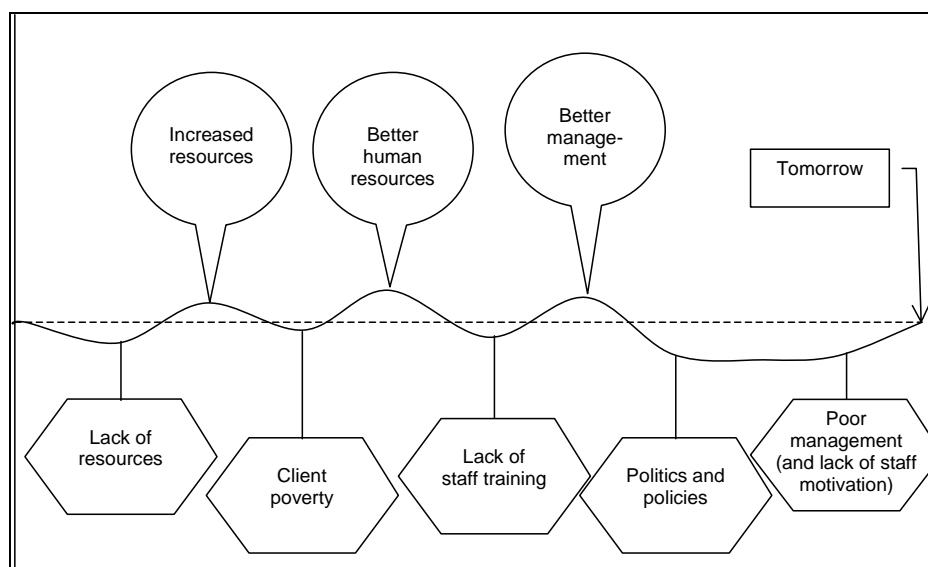 Increased
resources
Better
human
resources
Better
manage-
ment
Tomorrow
Lack of
resources
Client
poverty
Lack of
staff training
Politics and
policies
Poor
management
(and lack of staff
motivation)